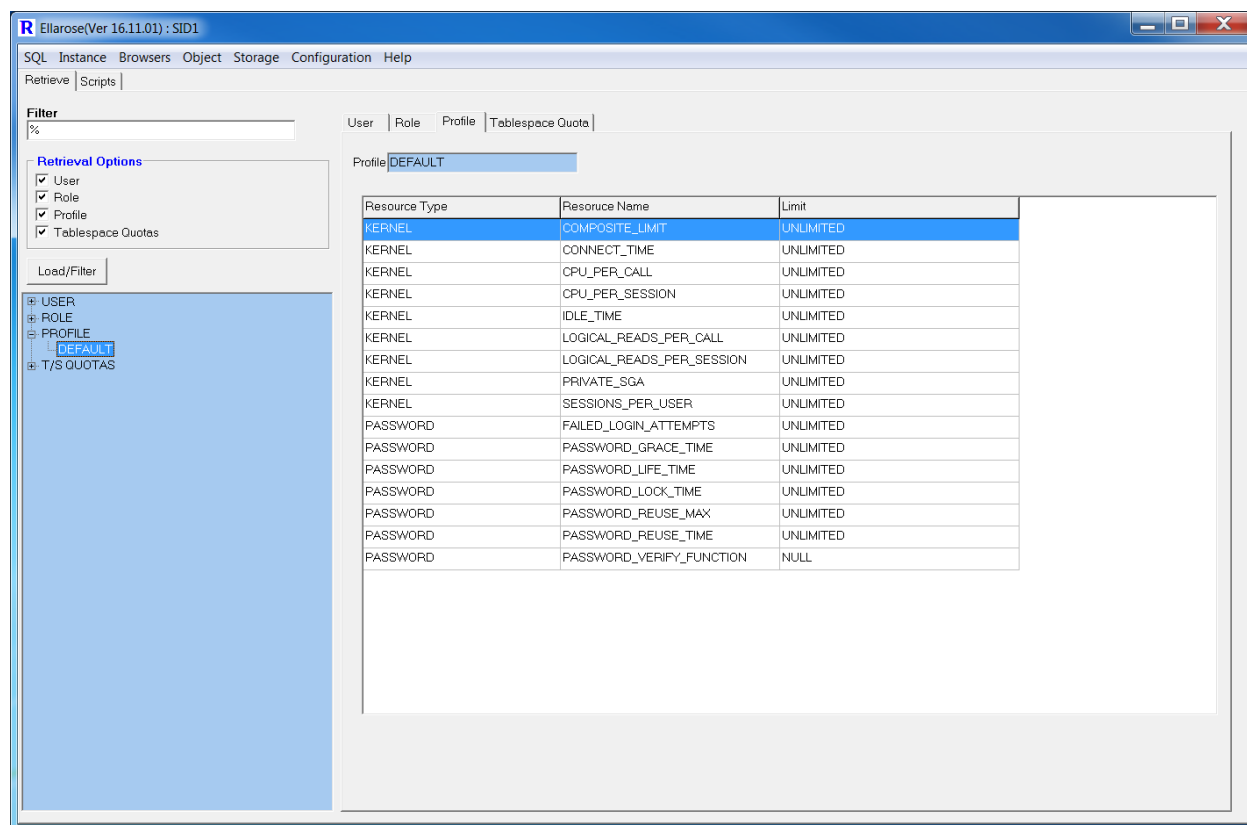 R Ellarose(Ver 16.11.01) : SID1
SQL Instance Browsers Object Storage Configuration Help
Retrieve Scripts
Filter
%
Retrieval Options
User
Role
Profile
Tablespace Quotas
Load/Filter
USER
ROLE
PROFILE
DEFAULT
T/S QUOTAS
User Role Profile Tablespace Quota
Profile DEFAULT
Resource Type Resoruce Name Limit
KERNEL COMPOSITE_LIMIT UNLIMITED
KERNEL CONNECT_TIME UNLIMITED
KERNEL CPU_PER_CALL UNLIMITED
KERNEL CPU_PER_SESSION UNLIMITED
KERNEL IDLE_TIME UNLIMITED
KERNEL LOGICAL_READS_PER_CALL UNLIMITED
KERNEL LOGICAL_READS_PER_SESSION UNLIMITED
KERNEL PRIVATE_SGA UNLIMITED
KERNEL SESSIONS_PER_USER UNLIMITED
PASSWORD FAILED_LOGIN_ATTEMPTS UNLIMITED
PASSWORD PASSWORD_GRACE_TIME UNLIMITED
PASSWORD PASSWORD_LIFE_TIME UNLIMITED
PASSWORD PASSWORD_LOCK_TIME UNLIMITED
PASSWORD PASSWORD_REUSE_MAX UNLIMITED
PASSWORD PASSWORD_REUSE_TIME UNLIMITED
PASSWORD PASSWORD_VERIFY_FUNCTION NULL